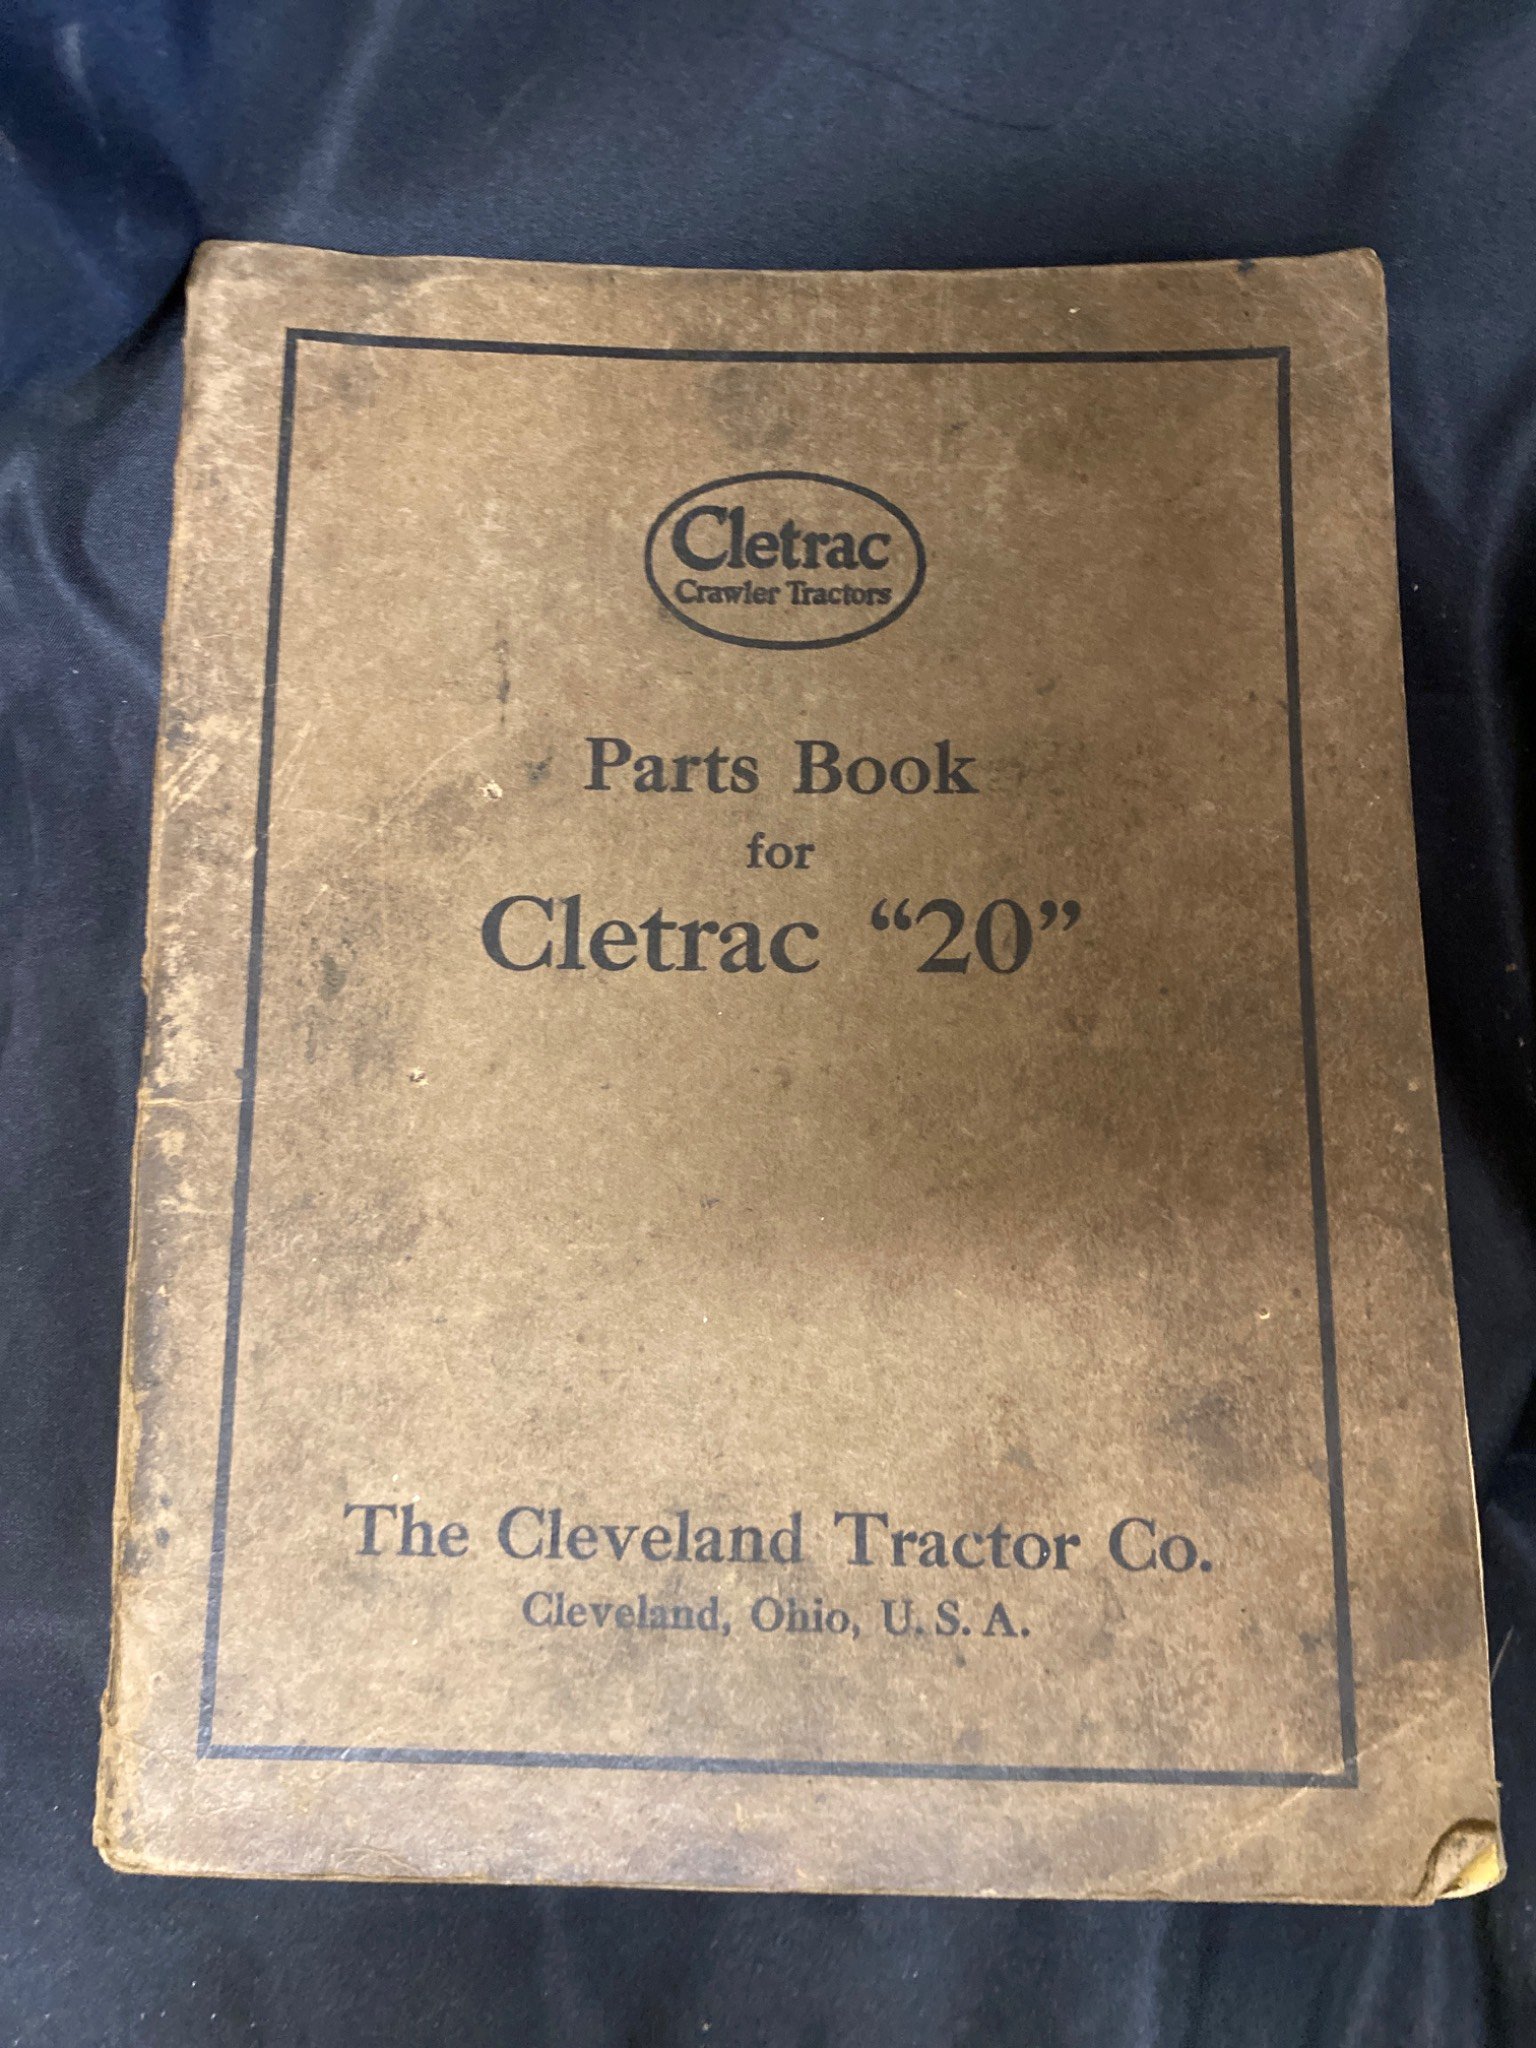 Cletrac
Crawler Tractors
Parts Book
for
Cletrac “20”
The Cleveland Tractor Co.
Cleveland, Ohio, U. S. A.